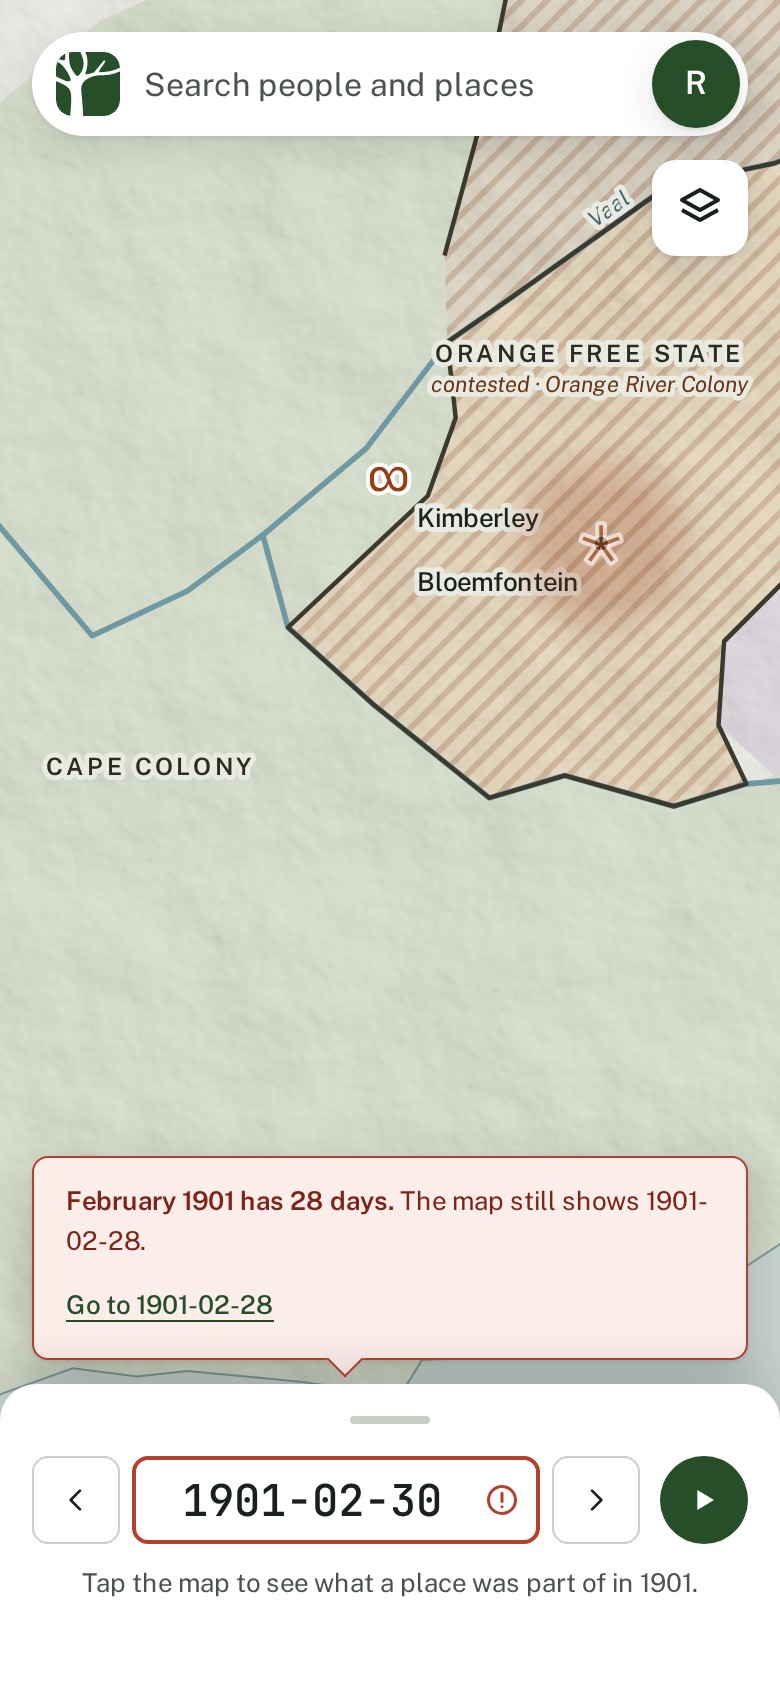 Search people and places
R
Vaal
ORANGE FREE STATE
contested · Orange River Colony
Kimberley
Bloemfontein
CAPE COLONY
February 1901 has 28 days. The map still shows 1901-
02-28.
Go to 1901-02-28
1901-02-30
Tap the map to see what a place was part of in 1901.